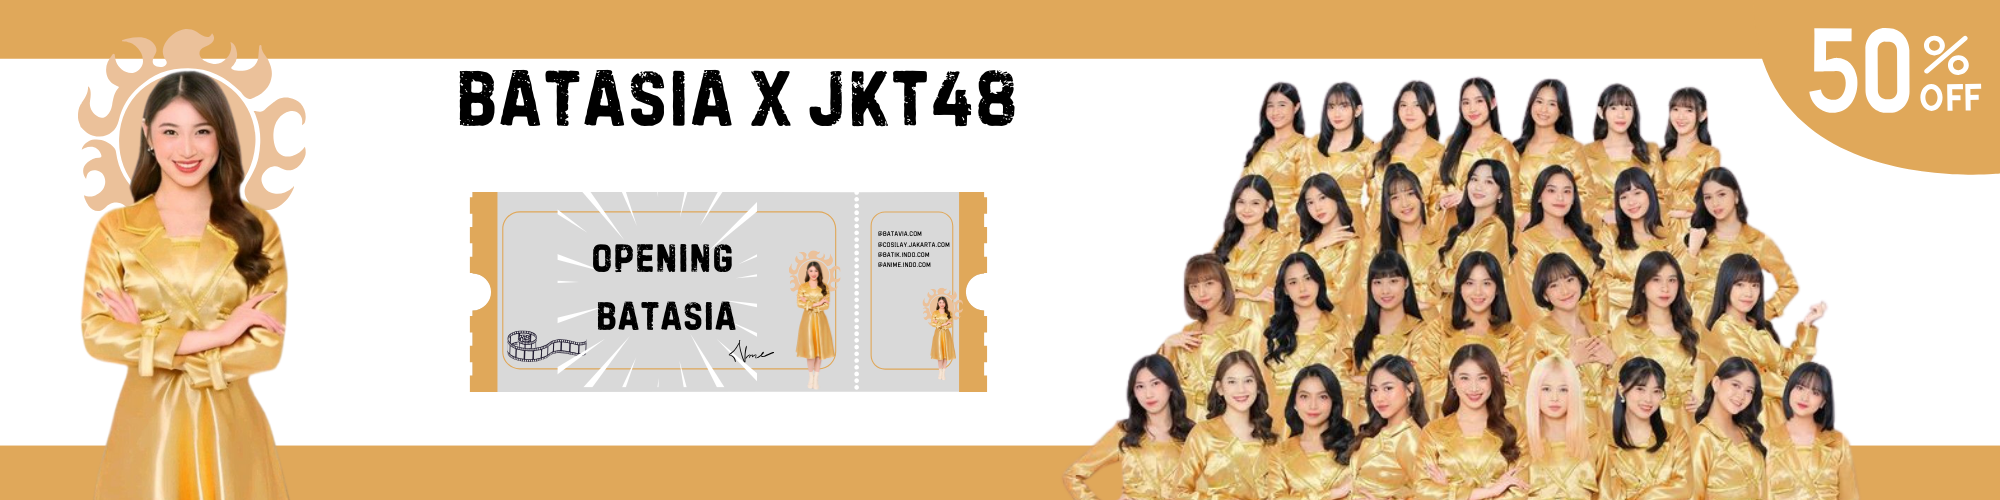 BATASIA X JKT48
50% OFF
OPENING
BATASIA
@BATAVIA.COM
@COSILAY.JAKARTA.COM
@BATIK.INDO.COM
@ANIME.INDO.COM